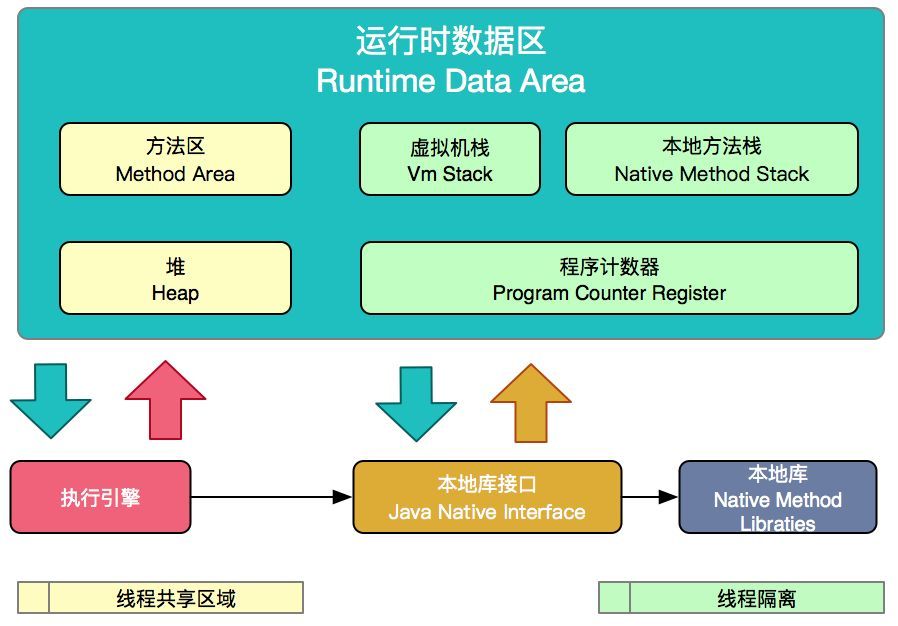 运行时数据区
Runtime Data Area
方法区
Method Area
虚拟机栈
Vm Stack
本地方法栈
Native Method Stack
堆
Heap
程序计数器
Program Counter Register
执行引擎
本地库接口
Java Native Interface
本地库
Native Method
Libraties
线程共享区域
线程隔离